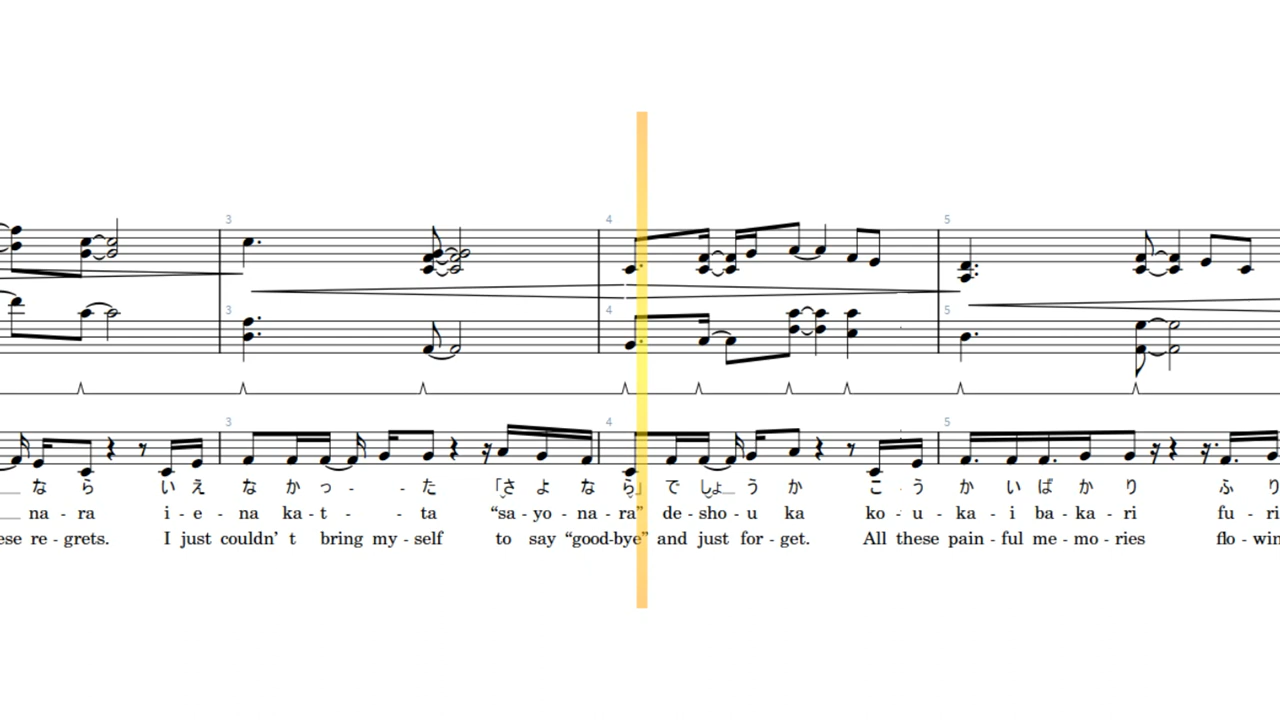 3 4 5
3 4 5
3 4 5
な ら い え な か っ - - た 「さ よ な ら」 で しょ う か こ う か い ば か り ふ り
na - ra i - e - na ka - t - - ta “sa - yo - na - ra” de - sho - u ka ko - u - ka - i ba - ka - ri fu - ri
ese re - grets. I just couldn’ t bring my - self to say “good-bye” and just for - get. All these pain - ful me - mo - ries flo - win